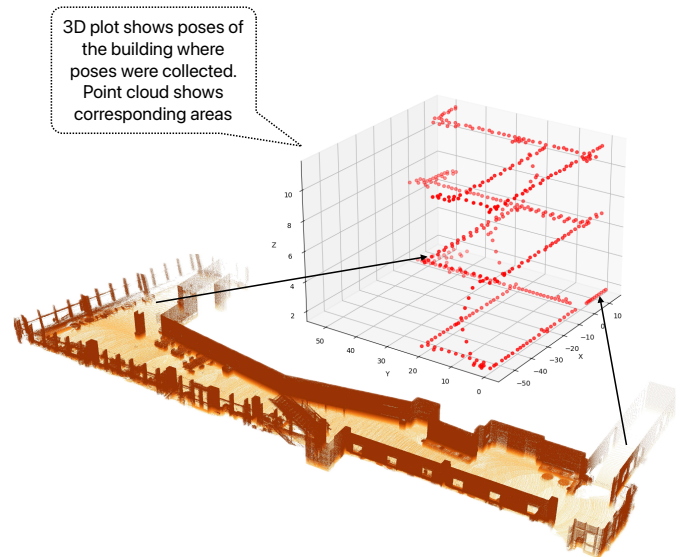 3D plot shows poses of
the building where
poses were collected.
Point cloud shows
corresponding areas
10
8
6
4
2
Z
50
40
30
20
10
0
Y
10
0
−10
−20
−30
−40
−50
X